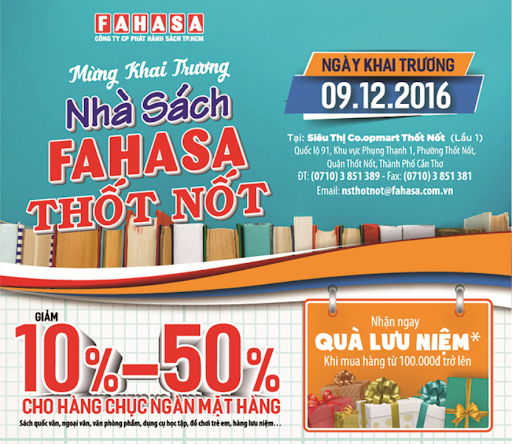 FAHASA
CÔNG TY CP PHÁT HÀNH SÁCH TP.HCM
Mừng Khai Trương
Nhà Sách
FAHASA
THỐT NỐT
NGÀY KHAI TRƯƠNG
09.12.2016
Tại: Siêu Thị Co.opmart Thốt Nốt (Lầu 1)
Quốc lộ 91, Khu vực Phụng Thạnh 1, Phường Thốt Nốt,
Quận Thốt Nốt, Thành Phố Cần Thơ
ĐT: (0710) 3 851 389 - Fax: (0710) 3 851 381
Email: nsthotnot@fahasa.com.vn
GIẢM
10%-50%
CHO HÀNG CHỤC NGÀN MẶT HÀNG
Sách quốc văn, ngoại văn, văn phòng phẩm, dụng cụ học tập, đồ chơi trẻ em, hàng lưu niệm...
Nhận ngay
QUÀ LƯU NIỆM*
Khi mua hàng từ 100.000đ trở lên